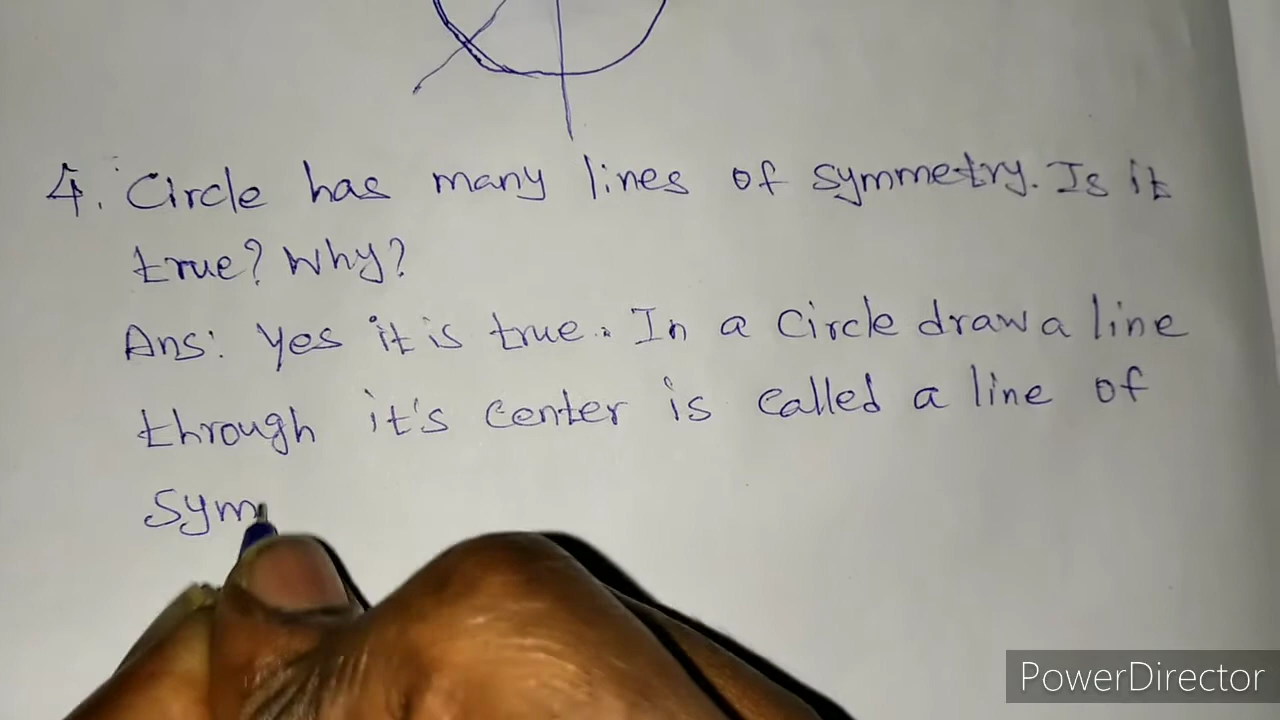 4. Circle has many lines of symmetry. Is it
true? Why?
Ans: Yes it is true. In a circle draw a line
through it's center is called a line of
Sym
PowerDirector